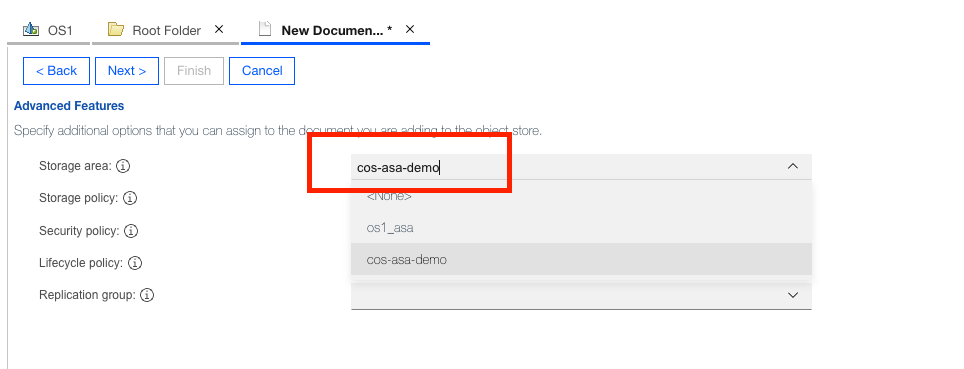 OS1 Root Folder New Documen... *
< Back Next > Finish Cancel
Advanced Features
Specify additional options that you can assign to the document you are adding to the object store.
Storage area: cos-asa-demo
<None>
Storage policy:
os1_asa
Security policy:
cos-asa-demo
Lifecycle policy:
Replication group: